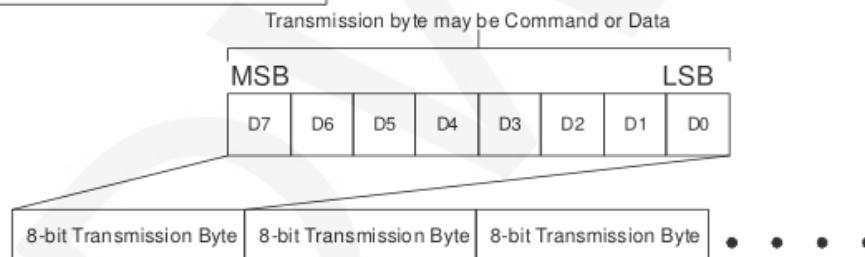 Transmission byte may be Command or Data
MSB LSB
D7 D6 D5 D4 D3 D2 D1 D0
8-bit Transmission Byte 8-bit Transmission Byte 8-bit Transmission Byte